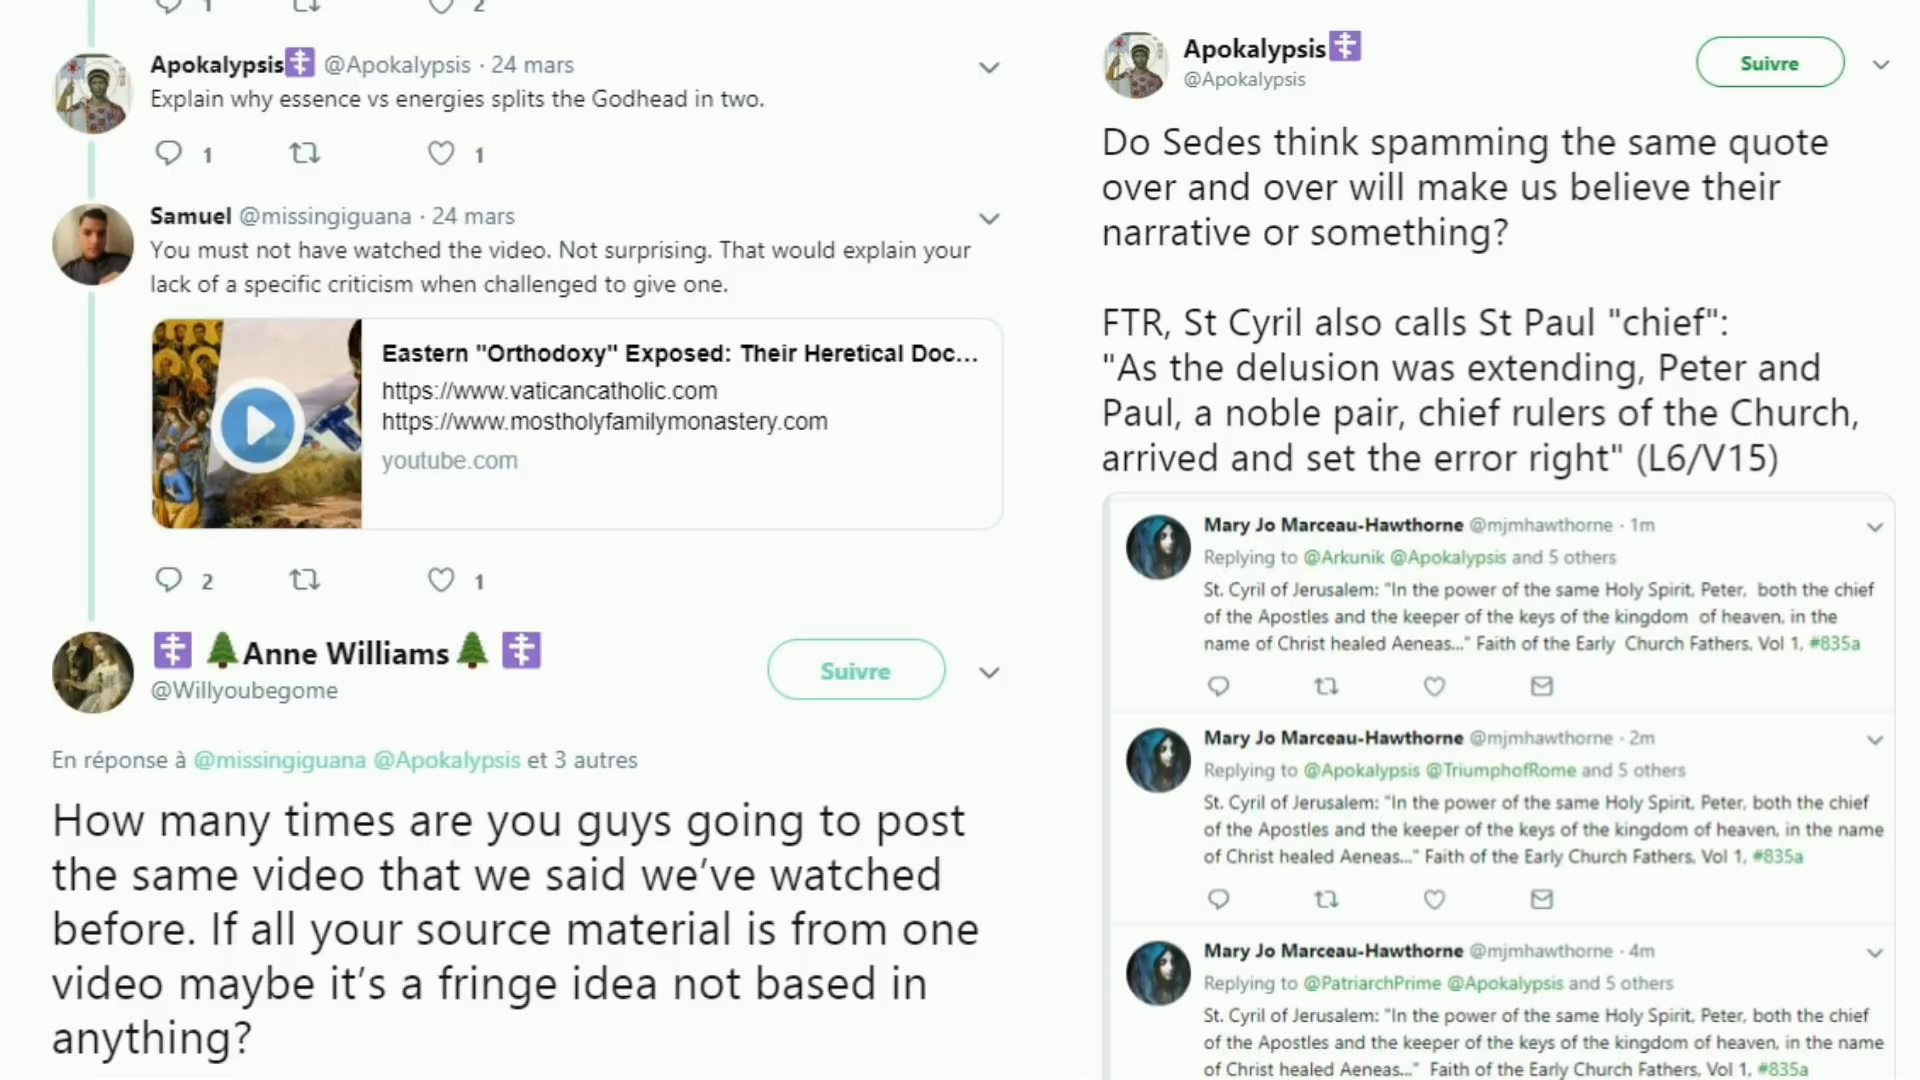 1 2
Apokalypsis☦️ @Apokalypsis · 24 mars
Explain why essence vs energies splits the Godhead in two.
1 1
Samuel @missingiguana · 24 mars
You must not have watched the video. Not surprising. That would explain your
lack of a specific criticism when challenged to give one.
Eastern "Orthodoxy" Exposed: Their Heretical Doc...
https://www.vaticancatholic.com
https://www.mostholyfamilymonastery.com
youtube.com
2 1
☦️ 🌲Anne Williams🌲 ☦️
@Willyoubegome
Suivre
En réponse à @missingiguana @Apokalypsis et 3 autres
How many times are you guys going to post
the same video that we said we’ve watched
before. If all your source material is from one
video maybe it’s a fringe idea not based in
anything?
Apokalypsis☦️
@Apokalypsis
Suivre
Do Sedes think spamming the same quote
over and over will make us believe their
narrative or something?
FTR, St Cyril also calls St Paul "chief":
"As the delusion was extending, Peter and
Paul, a noble pair, chief rulers of the Church,
arrived and set the error right" (L6/V15)
Mary Jo Marceau-Hawthorne @mjmhawthorne · 1m
Replying to @Arkunik @Apokalypsis and 5 others
St. Cyril of Jerusalem: "In the power of the same Holy Spirit, Peter, both the chief
of the Apostles and the keeper of the keys of the kingdom of heaven, in the
name of Christ healed Aeneas..." Faith of the Early Church Fathers, Vol 1, #835a
Mary Jo Marceau-Hawthorne @mjmhawthorne · 2m
Replying to @Apokalypsis @TriumphofRome and 5 others
St. Cyril of Jerusalem: "In the power of the same Holy Spirit, Peter, both the chief
of the Apostles and the keeper of the keys of the kingdom of heaven, in the name
of Christ healed Aeneas..." Faith of the Early Church Fathers, Vol 1, #835a
Mary Jo Marceau-Hawthorne @mjmhawthorne · 4m
Replying to @PatriarchPrime @Apokalypsis and 5 others
St. Cyril of Jerusalem: "In the power of the same Holy Spirit, Peter, both the chief
of the Apostles and the keeper of the keys of the kingdom of heaven, in the name
of Christ healed Aeneas..." Faith of the Early Church Fathers, Vol 1, #835a